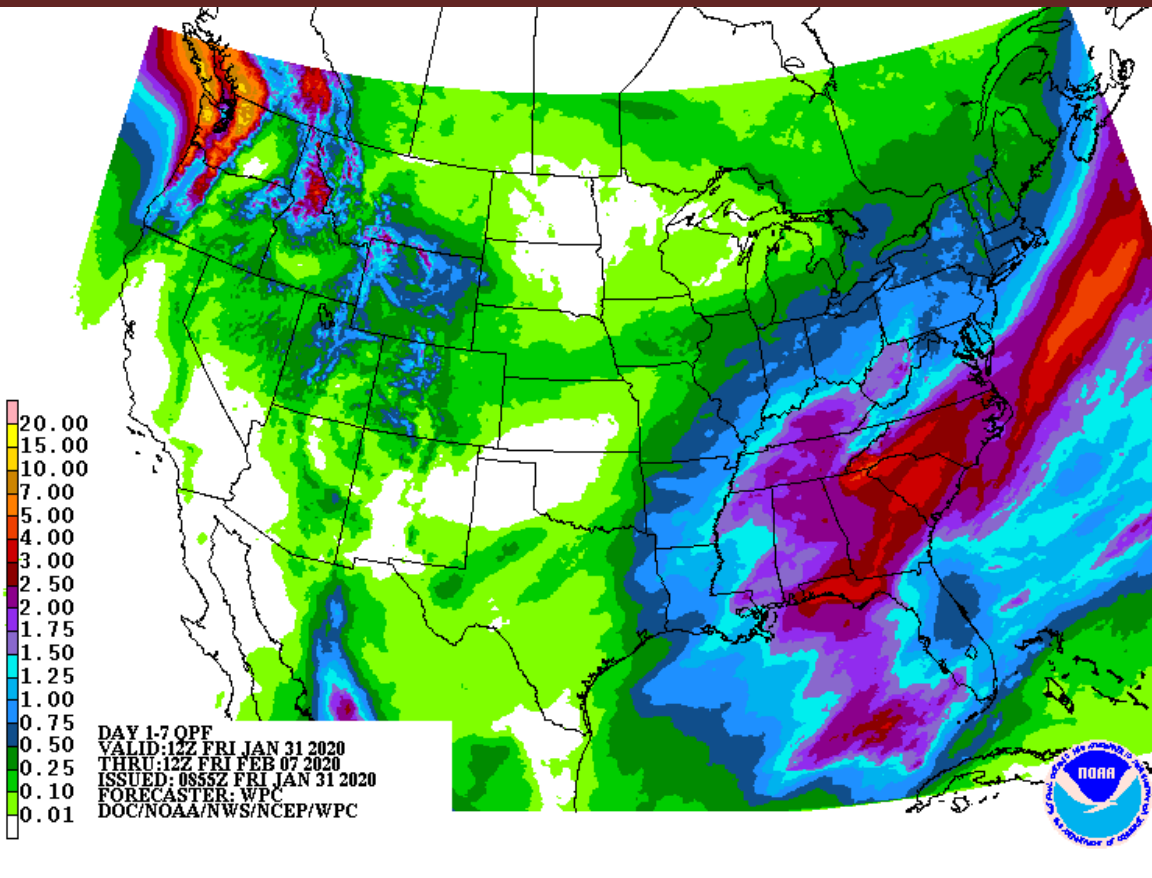 20.00
15.00
10.00
7.00
5.00
4.00
3.00
2.50
2.00
1.75
1.50
1.25
1.00
0.75
0.50
0.25
0.10
0.01
DAY 1-7 QPF
VALID:12Z FRI JAN 31 2020
THRU:12Z FRI FEB 07 2020
ISSUED: 0855Z FRI JAN 31 2020
FORECASTER: WPC
DOC/NOAA/NWS/NCEP/WPC
NOAA